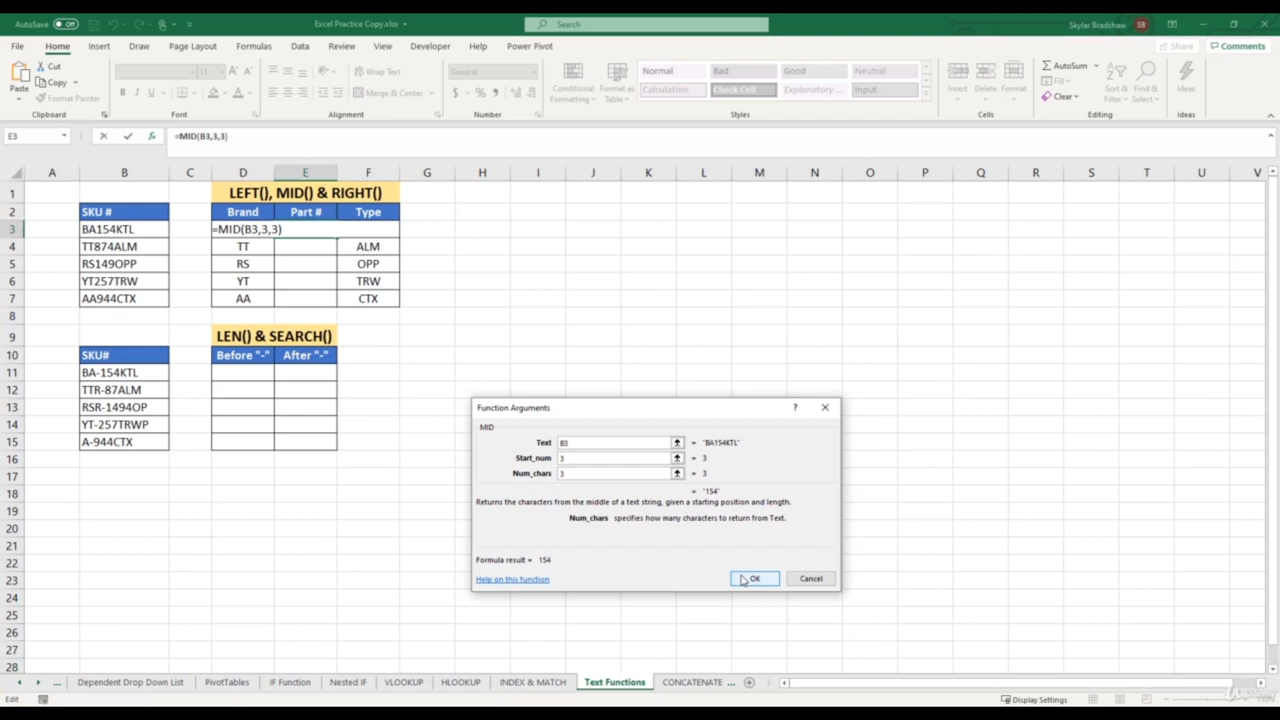 AutoSave Off
Excel Practice Copy.xlsx
Search
Skylar Bradshaw SB
File Home Insert Draw Page Layout Formulas Data Review View Developer Help Power Pivot Share Comments
Paste Cut Copy Format Painter
Wrap Text
Merge & Center
General
Conditional Formatting Format as Table
Normal Bad Good Neutral
Calculation Check Cell Explanatory ... Input
Insert Delete Format
AutoSum Fill Clear
Sort & Filter Find & Select Ideas
Clipboard Font Alignment Number Styles Cells Editing Ideas
E3 =MID(B3,3,3)
A B C D E F G H I J K L M N O P Q R S T U V
1 LEFT(), MID() & RIGHT()
2 SKU # Brand Part # Type
3 BA154KTL =MID(B3,3,3)
4 TT874ALM TT ALM
5 RS149OPP RS OPP
6 YT257TRW YT TRW
7 AA944CTX AA CTX
8
9 LEN() & SEARCH()
10 SKU# Before "-" After "-"
11 BA-154KTL
12 TTR-87ALM
13 RSR-1494OP
14 YT-257TRWP
15 A-944CTX
16
17
18
19
20
21
22
23
24
25
26
27
28
Function Arguments ?
MID
Text B3 = "BA154KTL"
Start_num 3 = 3
Num_chars 3 = 3
= "154"
Returns the characters from the middle of a text string, given a starting position and length.
Num_chars specifies how many characters to return from Text.
Formula result = 154
Help on this function OK Cancel
... Dependent Drop Down List PivotTables IF Function Nested IF VLOOKUP HLOOKUP INDEX & MATCH Text Functions CONCATENATE ...
Edit Display Settings